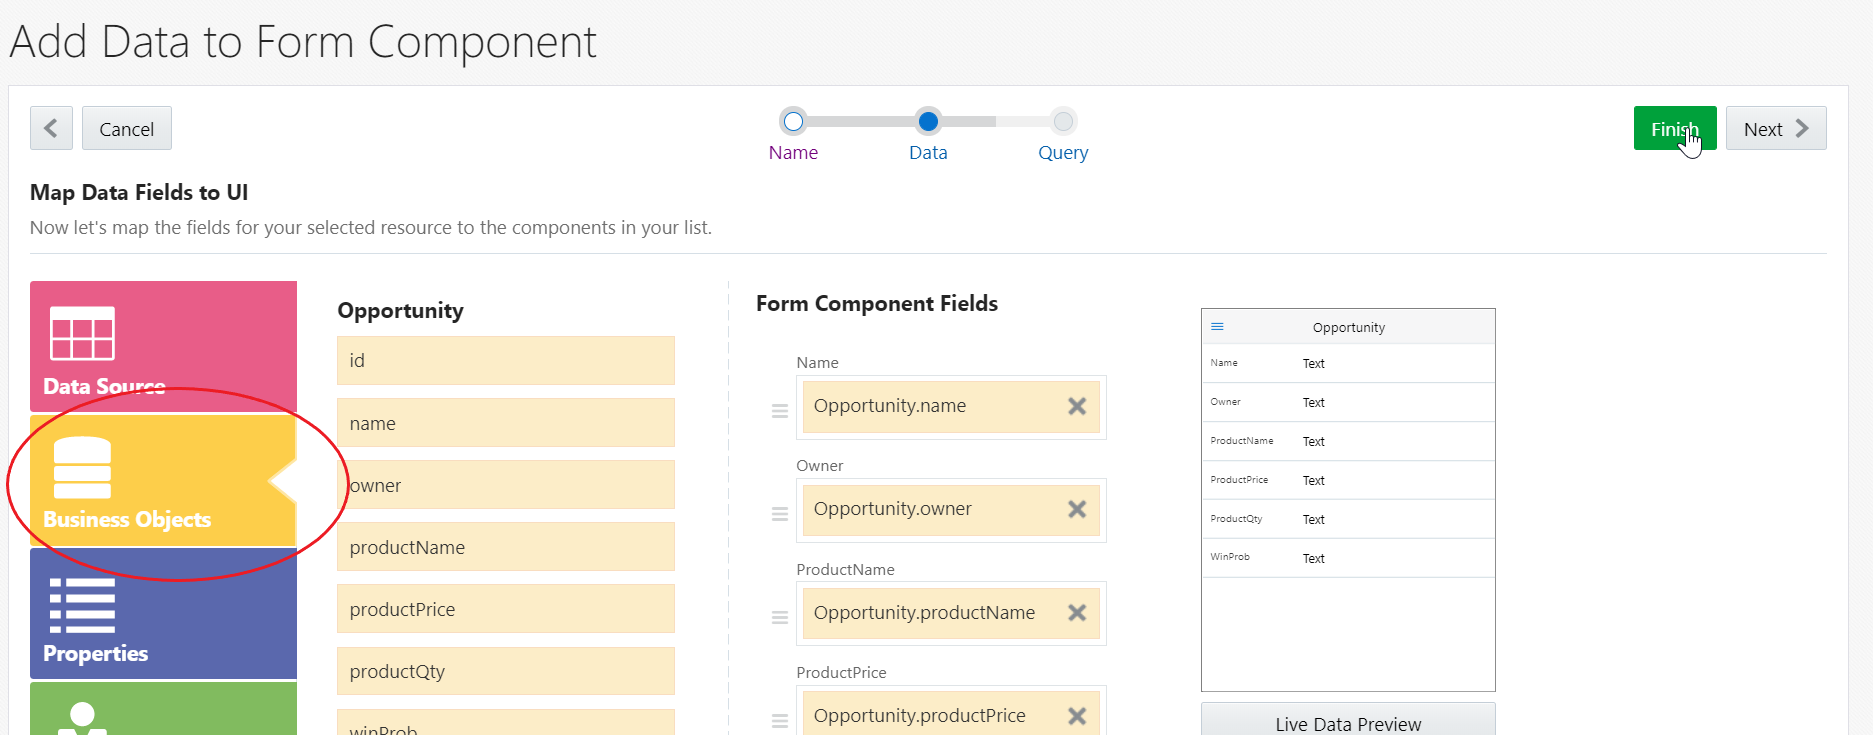 Add Data to Form Component
Cancel
Name
Data
Query
Finish
Next
Map Data Fields to UI
Now let's map the fields for your selected resource to the components in your list.
Data Source
Business Objects
Properties
Opportunity
id
name
owner
productName
productPrice
productQty
winProb
Form Component Fields
Name
Opportunity.name
Owner
Opportunity.owner
ProductName
Opportunity.productName
ProductPrice
Opportunity.productPrice
Opportunity
Name Text
Owner Text
ProductName Text
ProductPrice Text
ProductQty Text
WinProb Text
Live Data Preview